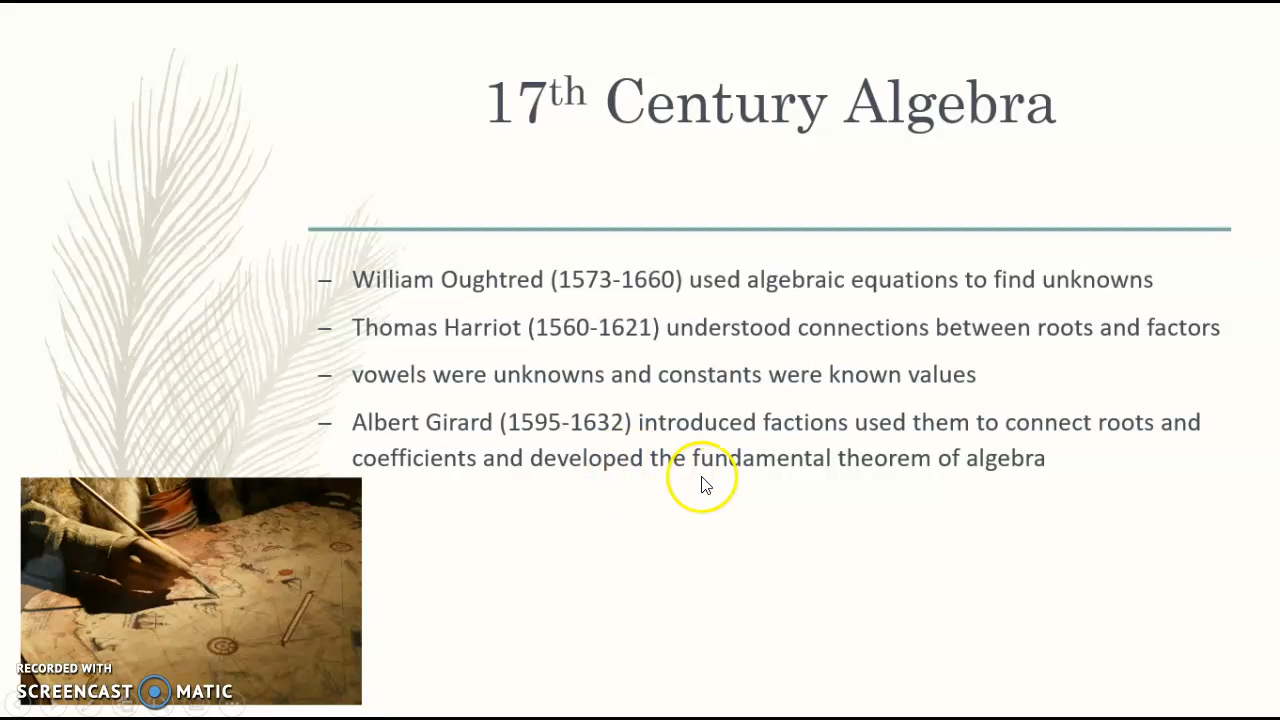 17th Century Algebra
– William Oughtred (1573-1660) used algebraic equations to find unknowns
– Thomas Harriot (1560-1621) understood connections between roots and factors
– vowels were unknowns and constants were known values
– Albert Girard (1595-1632) introduced factions used them to connect roots and
coefficients and developed the fundamental theorem of algebra
RECORDED WITH
SCREENCAST MATIC